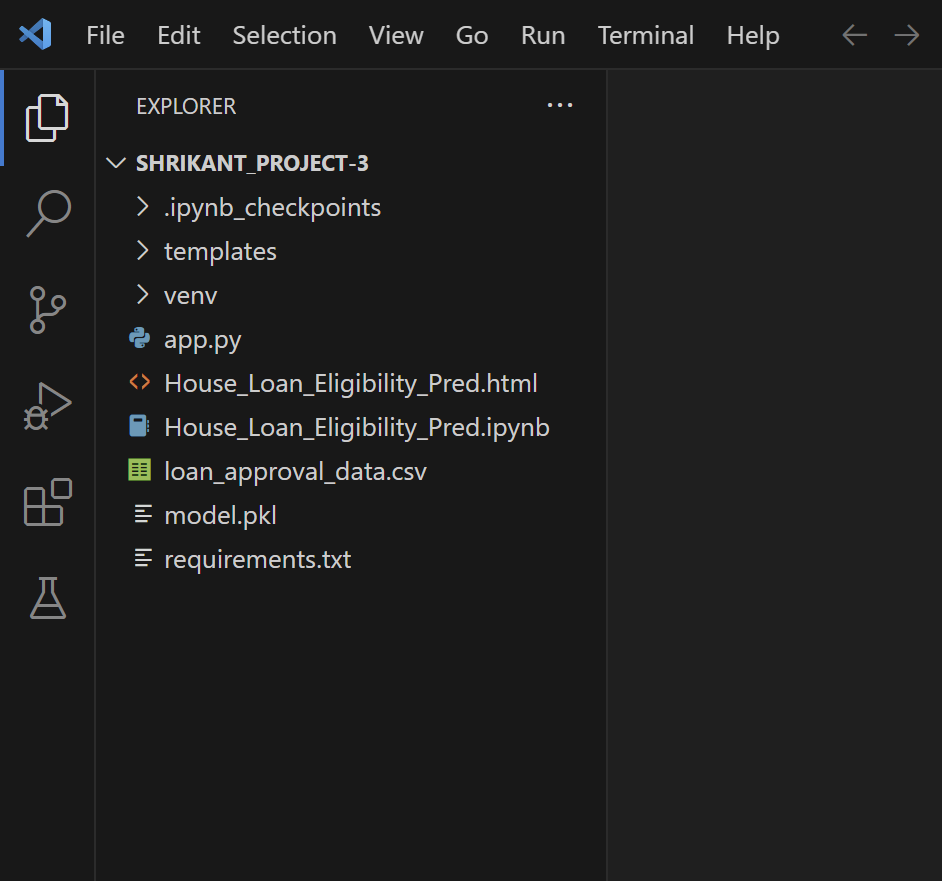 File Edit Selection View Go Run Terminal Help
EXPLORER
SHRIKANT_PROJECT-3
.ipynb_checkpoints
templates
venv
app.py
House_Loan_Eligibility_Pred.html
House_Loan_Eligibility_Pred.ipynb
loan_approval_data.csv
model.pkl
requirements.txt